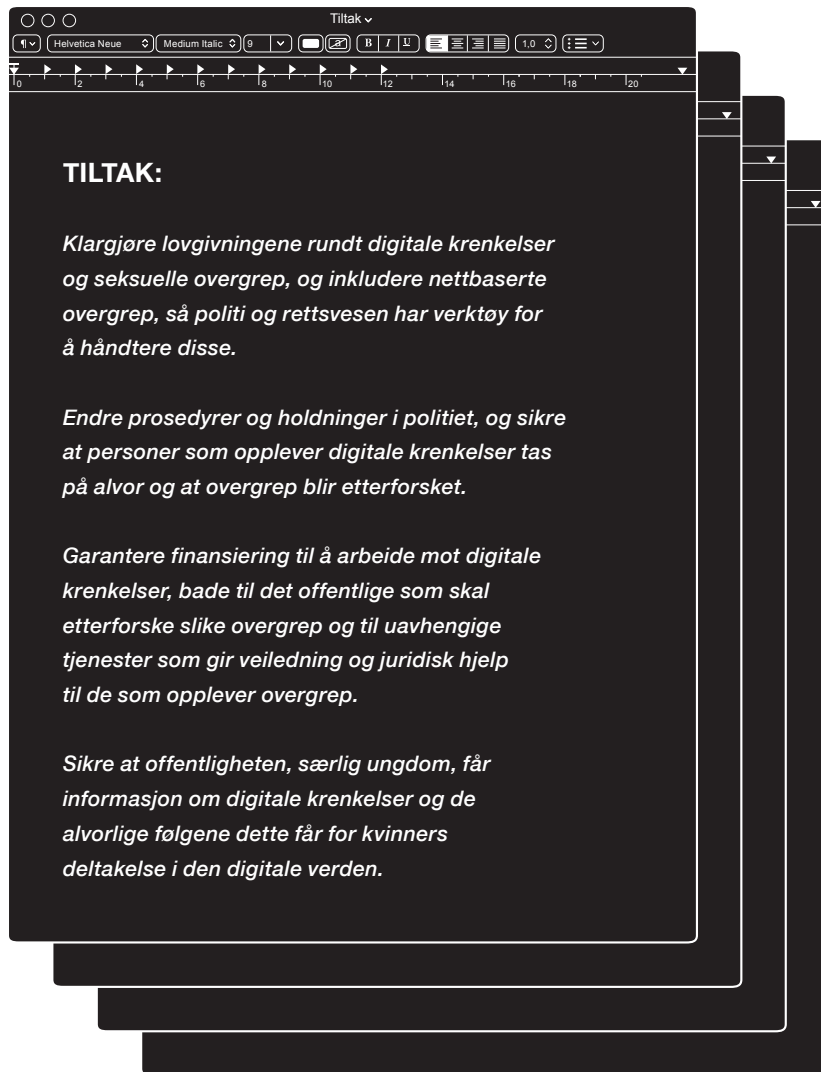 Tiltak
¶ Helvetica Neue Medium Italic 9 a B I U 1,0
0 2 4 6 8 10 12 14 16 18 20
TILTAK:
Klargjøre lovgivningene rundt digitale krenkelser
og seksuelle overgrep, og inkludere nettbaserte
overgrep, så politi og rettsvesen har verktøy for
å håndtere disse.
Endre prosedyrer og holdninger i politiet, og sikre
at personer som opplever digitale krenkelser tas
på alvor og at overgrep blir etterforsket.
Garantere finansiering til å arbeide mot digitale
krenkelser, bade til det offentlige som skal
etterforske slike overgrep og til uavhengige
tjenester som gir veiledning og juridisk hjelp
til de som opplever overgrep.
Sikre at offentligheten, særlig ungdom, får
informasjon om digitale krenkelser og de
alvorlige følgene dette får for kvinners
deltakelse i den digitale verden.